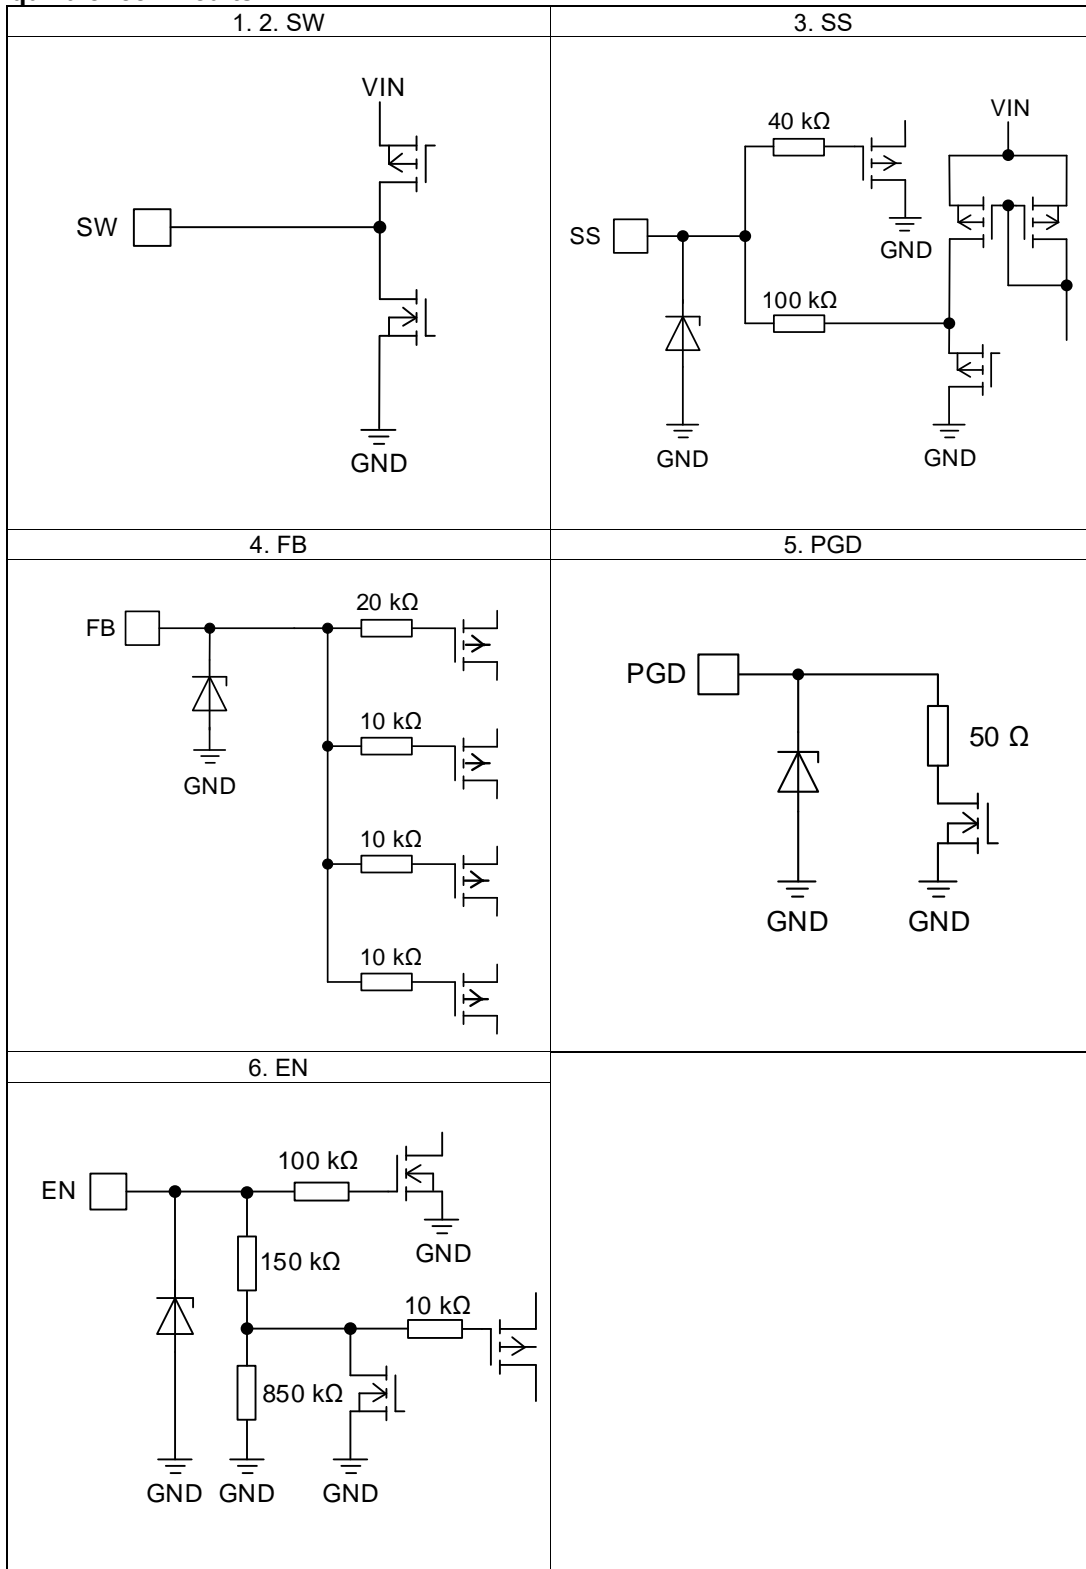 1. 2. SW
3. SS
VIN
SW
GND
40 kΩ
VIN
SS
GND
100 kΩ
GND
GND
4. FB
5. PGD
20 kΩ
FB
10 kΩ
GND
10 kΩ
10 kΩ
PGD
50 Ω
GND
GND
6. EN
100 kΩ
EN
GND
150 kΩ
10 kΩ
850 kΩ
GND
GND
GND